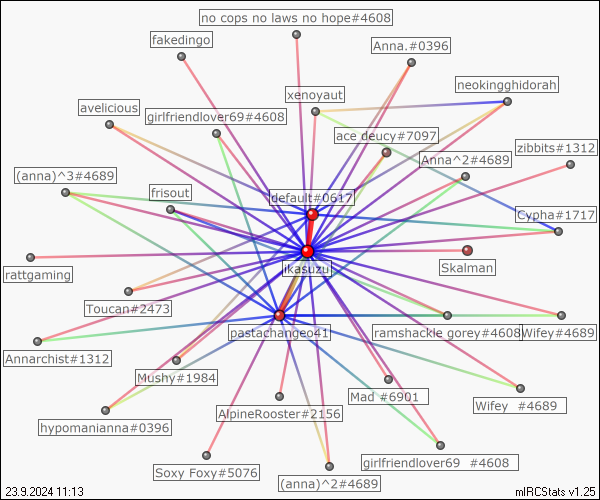 no cops no laws no hope#4608
fakedingo
Anna.#0396
neokingghidorah
xenoyaut
avelicious
girlfriendlover69#4608
ace deucy#7097
zibbits#1312
Anna^2#4689
(anna)^3#4689
frisout
default#0617
Cypha#1717
rattgaming
ikasuzu
Skalman
Toucan#2473
pastachangeo41
ramshackle gorey#4608
Wify#4689
Annarchist#1312
Mushy#1984
Mad #6901
Wifey #4689
AlpineRooster#2156
hypomanianna#0396
girlfriendlover69 #4608
Soxy Foxy#5076
(anna)^2#4689
23.9.2024 11:13
mIRCStats v1.25